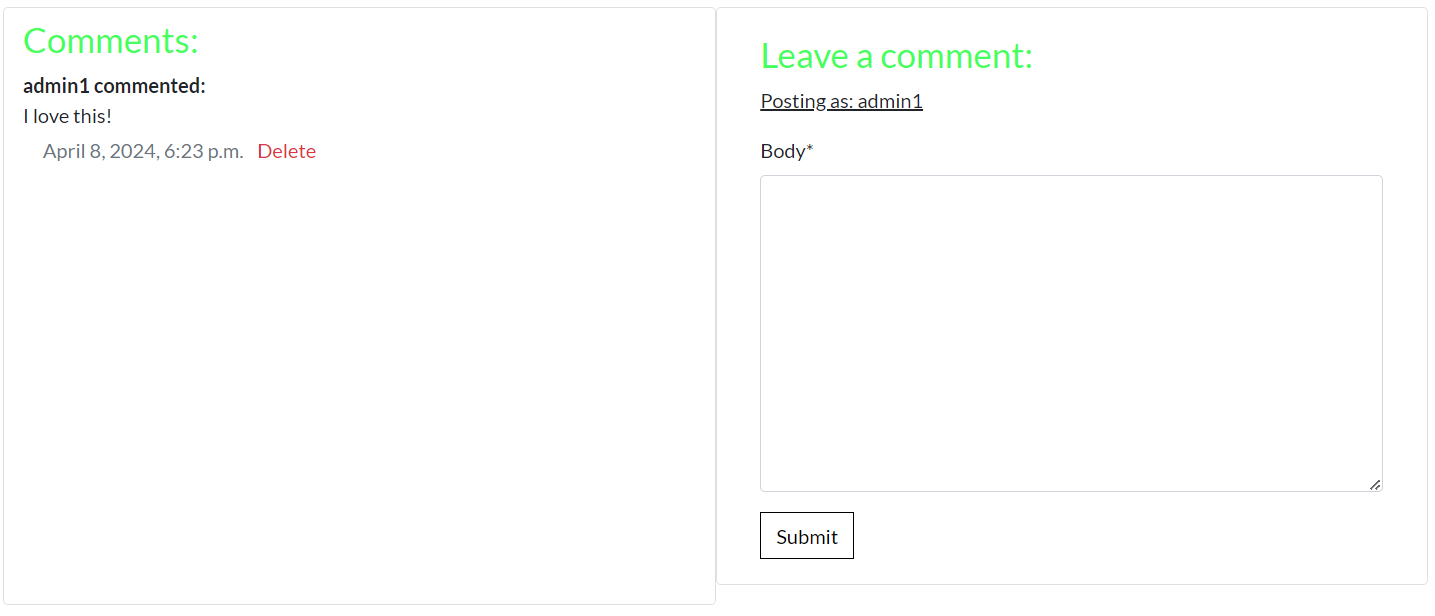 Comments:
admin1 commented:
I love this!
April 8, 2024, 6:23 p.m. Delete
Leave a comment:
Posting as: admin1
Body*
Submit